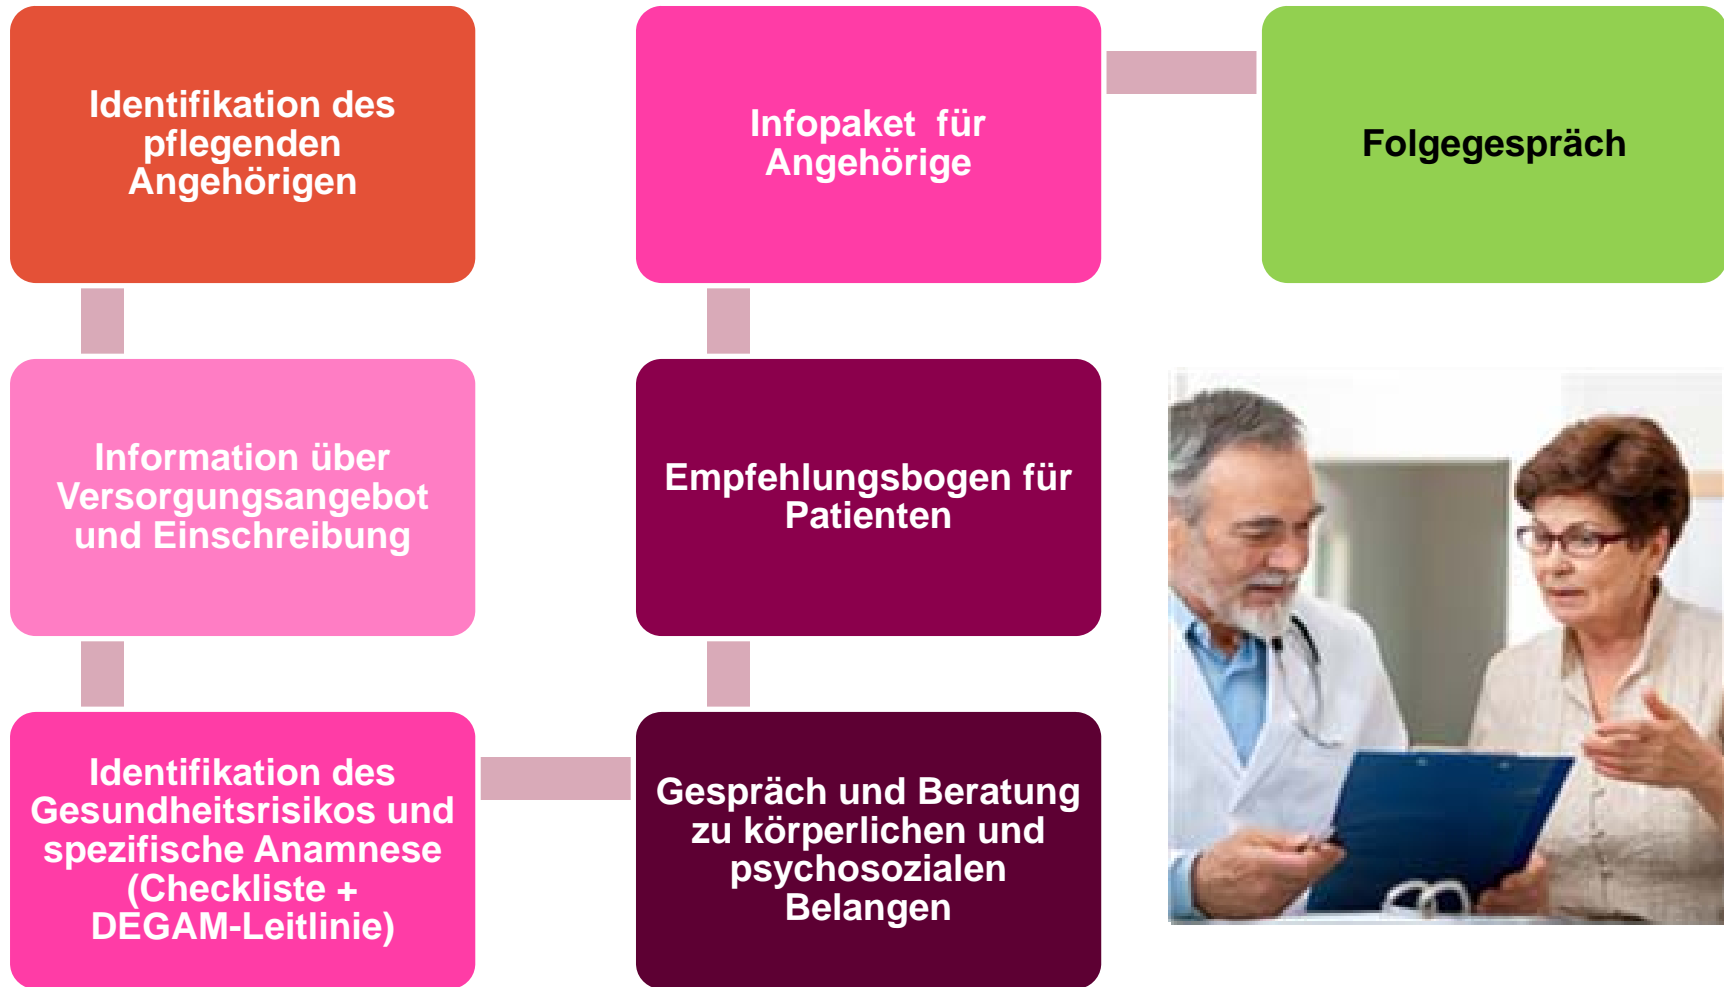 Identifikation des
pflegenden
Angehörigen
Information über
Versorgungsangebot
und Einschreibung
Identifikation des
Gesundheitsrisikos und
spezifische Anamnese
(Checkliste +
DEGAM-Leitlinie)
Gespräch und Beratung
zu körperlichen und
psychosozialen
Belangen
Empfehlungsbogen für
Patienten
Infopaket für
Angehörige
Folgegespräch